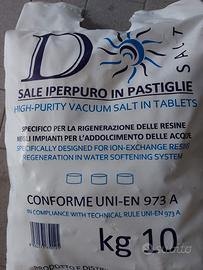 D
SALT
SALE IPERPURO IN PASTIGLIE
HIGH-PURITY VACUUM SALT IN TABLETS
SPECIFICO PER LA RIGENERAZIONE DELLE RESINE
NEGLI IMPIANTI PER L'ADDOLCIMENTO DELLE ACQUE
SPECIFICALLY DESIGNED FOR ION-EXCHANGE RESIN
REGENERATION IN WATER SOFTENING SYSTEM
CONFORME UNI-EN 973 A
IN COMPLIANCE WITH TECHNICAL RULE UNI-EN 973 A
kg 10
PRODOTTO E DISTRI